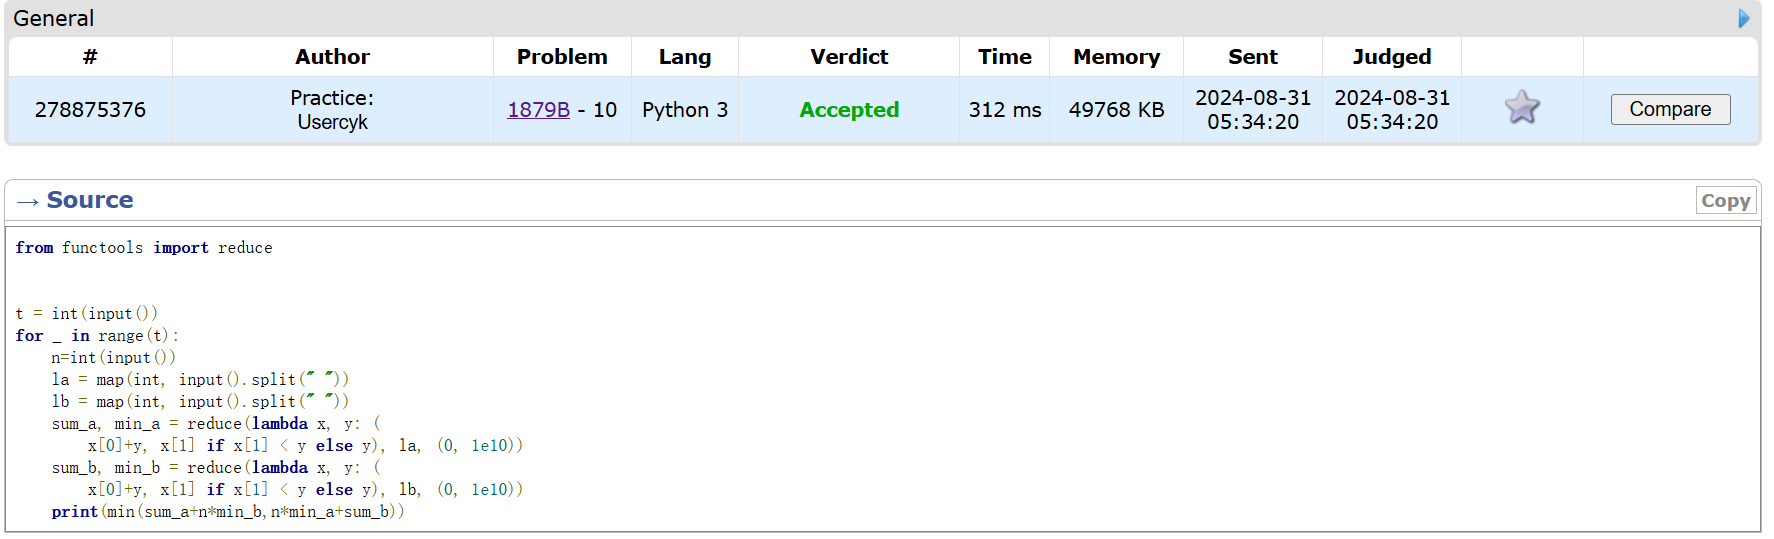 General
# Author Problem Lang Verdict Time Memory Sent Judged
278875376 Practice: Usercyk 1879B - 10 Python 3 Accepted 312 ms 49768 KB 2024-08-31 05:34:20 2024-08-31 05:34:20 Compare
→ Source Copy
from functools import reduce
t = int(input())
for _ in range(t):
    n=int(input())
    la = map(int, input().split(" "))
    lb = map(int, input().split(" "))
    sum_a, min_a = reduce(lambda x, y: (
        x[0]+y, x[1] if x[1] < y else y), la, (0, 1e10))
    sum_b, min_b = reduce(lambda x, y: (
        x[0]+y, x[1] if x[1] < y else y), lb, (0, 1e10))
    print(min(sum_a+n*min_b,n*min_a+sum_b))